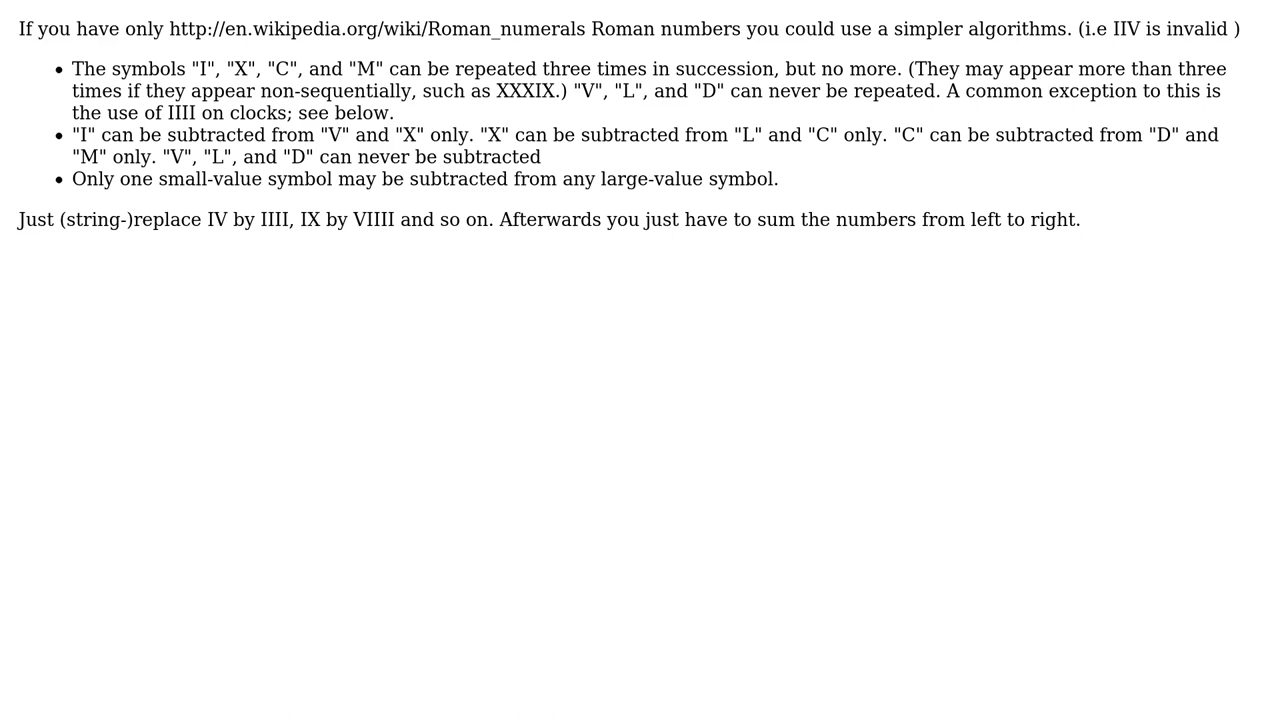 If you have only http://en.wikipedia.org/wiki/Roman_numerals Roman numbers you could use a simpler algorithms. (i.e IIV is invalid )
• The symbols "I", "X", "C", and "M" can be repeated three times in succession, but no more. (They may appear more than three
times if they appear non-sequentially, such as XXXIX.) "V", "L", and "D" can never be repeated. A common exception to this is
the use of IIII on clocks; see below.
• "I" can be subtracted from "V" and "X" only. "X" can be subtracted from "L" and "C" only. "C" can be subtracted from "D" and
"M" only. "V", "L", and "D" can never be subtracted
• Only one small-value symbol may be subtracted from any large-value symbol.
Just (string-)replace IV by IIII, IX by VIIII and so on. Afterwards you just have to sum the numbers from left to right.